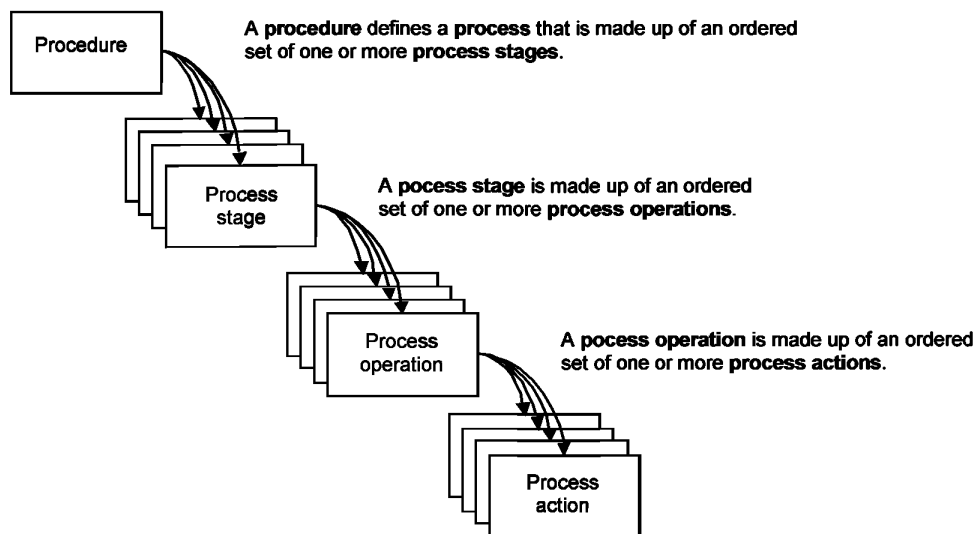 Procedure
A procedure defines a process that is made up of an ordered
set of one or more process stages.
Process
stage
A pocess stage is made up of an ordered
set of one or more process operations.
Process
operation
A pocess operation is made up of an ordered
set of one or more process actions.
Process
action